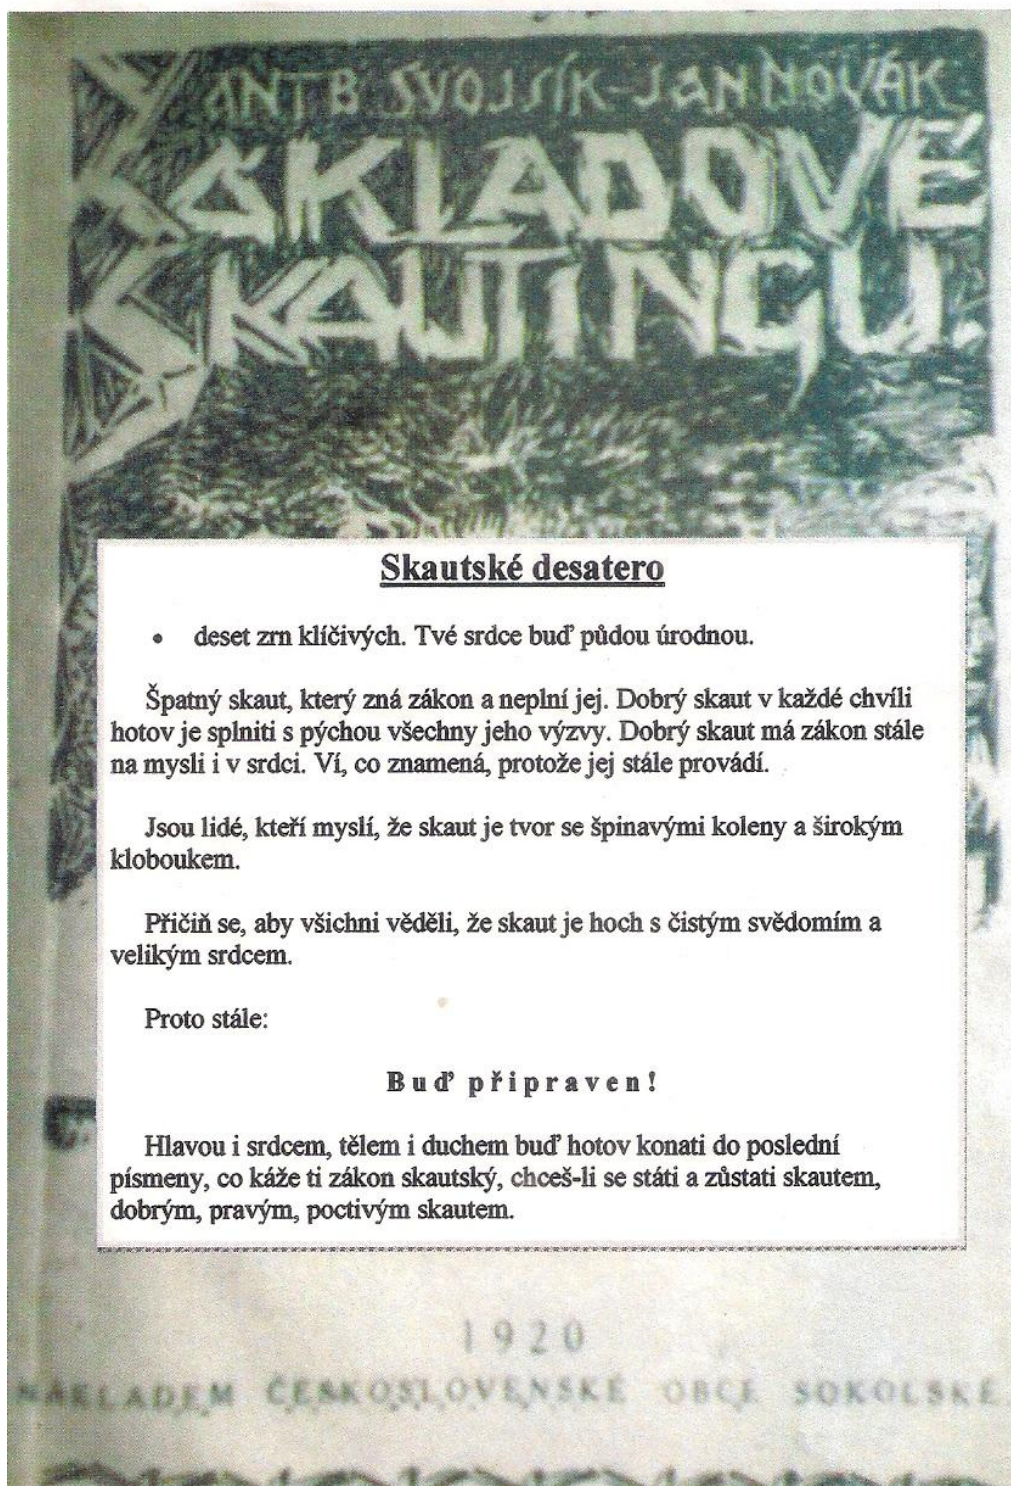 ANT B. SVOJSÍK - JAN NOVÁK
ZÁKLADOVÉ
SKAUTINGU.
Skautské desatero
• deset zrn klíčivých. Tvé srdce buď půdou úrodnou.
Špatný skaut, který zná zákon a neplní jej. Dobrý skaut v každé chvíli
hotov je splniti s pýchou všechny jeho výzvy. Dobrý skaut má zákon stále
na mysli i v srdci. Ví, co znamená, protože jej stále provádí.
Jsou lidé, kteří myslí, že skaut je tvor se špinavými koleny a širokým
kloboukem.
Přičiň se, aby všichni věděli, že skaut je hoch s čistým svědomím a
velikým srdcem.
Proto stále:
Buď připraven!
Hlavou i srdcem, tělem i duchem buď hotov konati do poslední
písmeny, co káže ti zákon skautský, chceš-li se státi a zůstati skautem,
dobrým, pravým, poctivým skautem.
1920
NÁKLADEM ČESKOSLOVENSKÉ OBCE SOKOLSKÉ